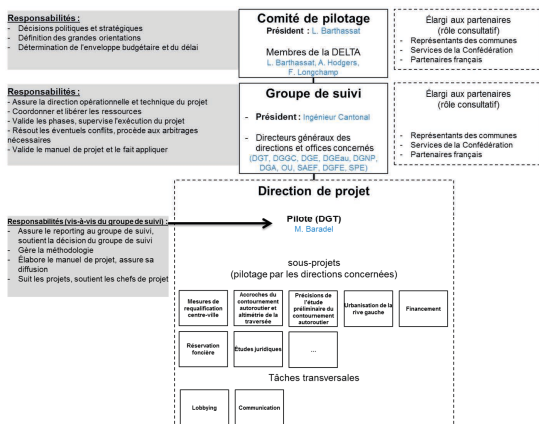 Responsabilités :
- Décisions politiques et stratégiques
- Définition des grandes orientations
- Détermination de l'enveloppe budgétaire et du délai
Comité de pilotage
Président : L. Barthassat
Membres de la DELTA
L. Barthassat, A. Hodgers,
F. Longchamp
Élargi aux partenaires
(rôle consultatif)
- Représentants des communes
- Services de la Confédération
- Partenaires français
Responsabilités :
- Assure la direction opérationnelle et technique du projet
- Coordonner et libérer les ressources
- Valide les phases, supervise l'exécution du projet
- Résout les éventuels conflits, procède aux arbitrages
nécessaires
- Valide le manuel de projet et le fait appliquer
Groupe de suivi
- Président : Ingénieur Cantonal
- Directeurs généraux des
directions et offices concernés
(DGT, DGGC, DGE, DGEau, DGNP,
DGA, OU, SAEF, DGFE, SPE)
Élargi aux partenaires
(rôle consultatif)
- Représentants des communes
- Services de la Confédération
- Partenaires français
Direction de projet
Responsabilités (vis-à-vis du groupe de suivi) :
- Assure le reporting au groupe de suivi,
soutient la décision du groupe de suivi
- Gère la méthodologie
- Élabore le manuel de projet, assure sa
diffusion
- Suit les projets, soutient les chefs de projet
Pilote (DGT)
M. Baradel
sous-projets
(pilotage par les directions concernées)
Mesures de
requalification
centre-ville
Accroches du
contournement
autoroutier et
altimétrie de la
traversée
Précisions de
l'étude
préliminaire du
contournement
autoroutier
Urbanisation de la
rive gauche
Financement
Réservation
foncière
Études juridiques
...
Tâches transversales
Lobbying
Communication